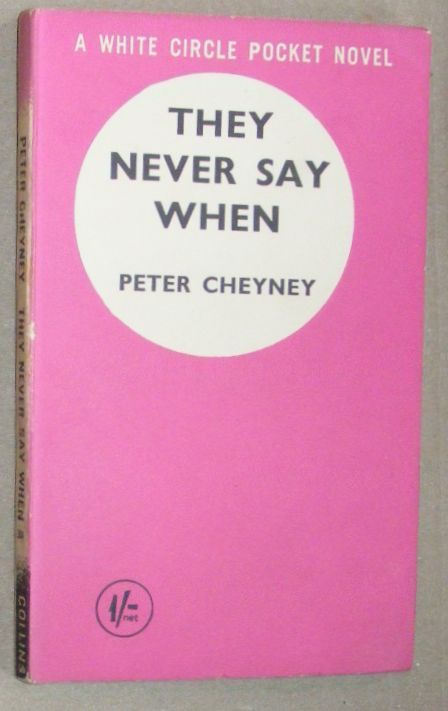 A WHITE CIRCLE POCKET NOVEL
THEY
NEVER SAY
WHEN
PETER CHEYNEY
1/-
net
PETER CHEYNEY THEY NEVER SAY WHEN
COLLINS